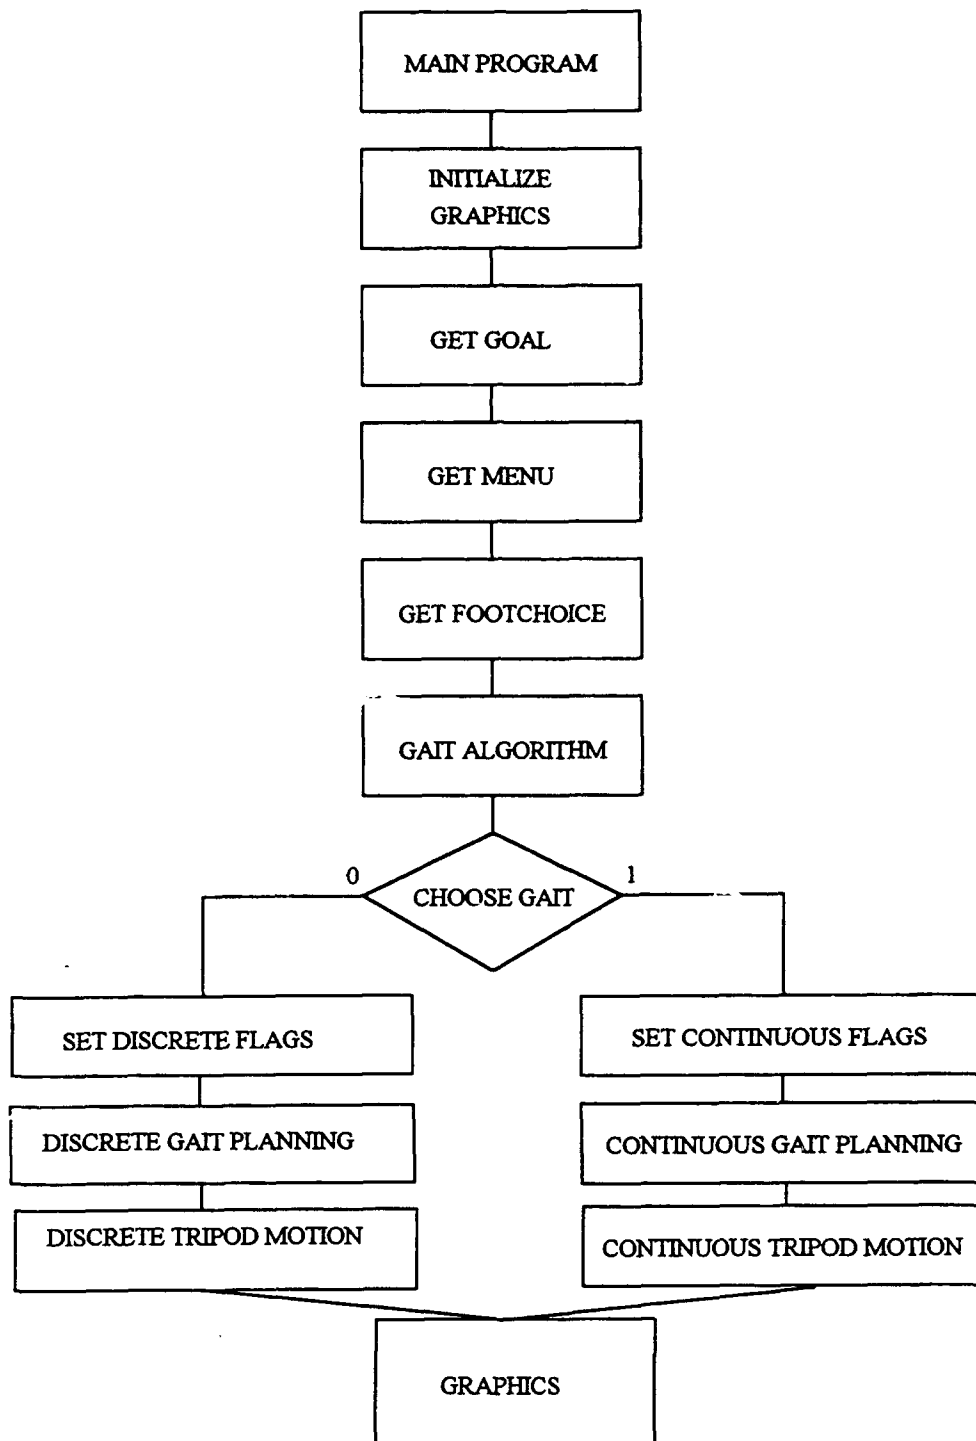 MAIN PROGRAM
INITIALIZE
GRAPHICS
GET GOAL
GET MENU
GET FOOTCHOICE
GAIT ALGORITHM
0
1
CHOOSE GAIT
SET DISCRETE FLAGS
SET CONTINUOUS FLAGS
DISCRETE GAIT PLANNING
CONTINUOUS GAIT PLANNING
DISCRETE TRIPOD MOTION
CONTINUOUS TRIPOD MOTION
GRAPHICS